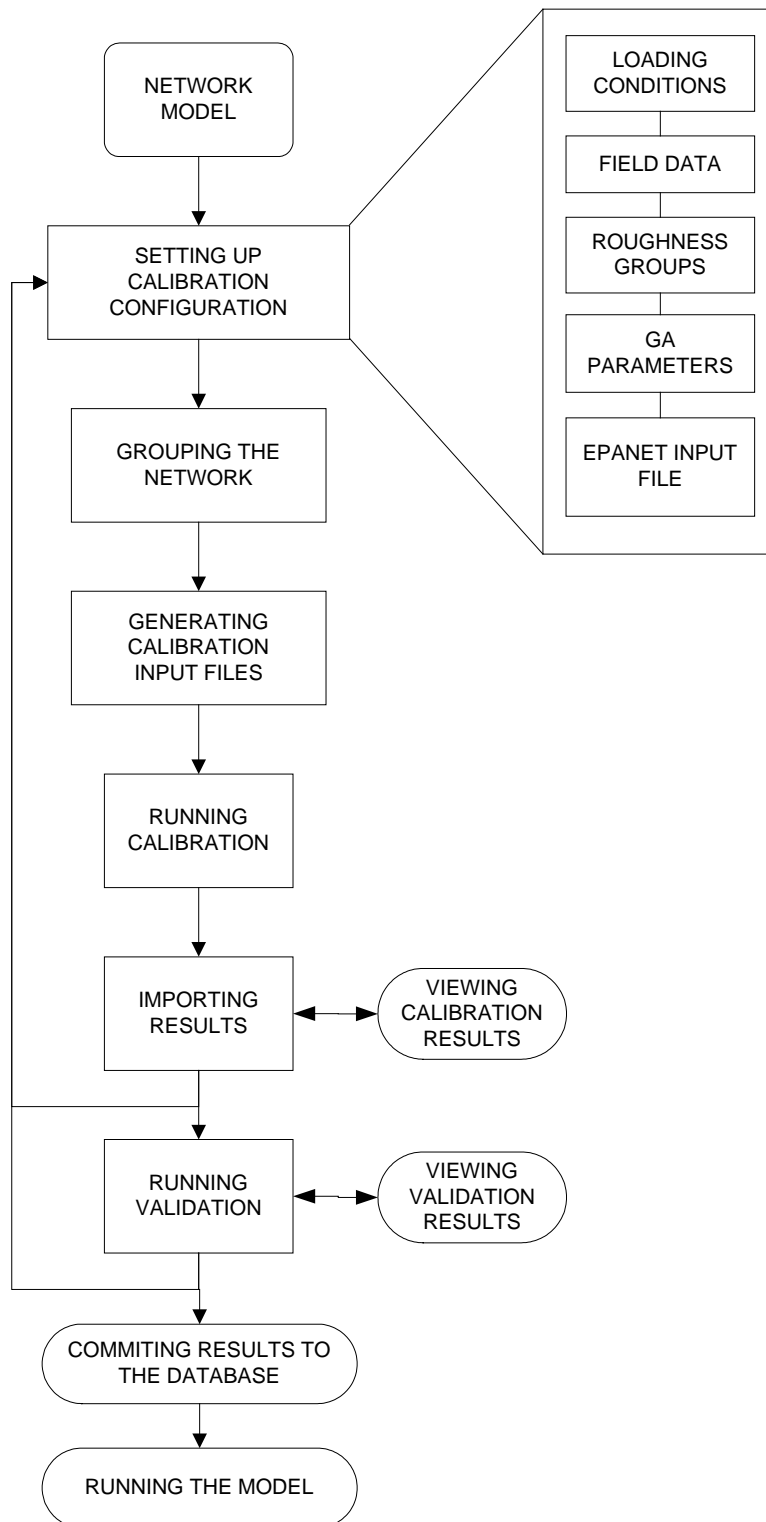 NETWORK
MODEL
SETTING UP
CALIBRATION
CONFIGURATION
GROUPING THE
NETWORK
GENERATING
CALIBRATION
INPUT FILES
RUNNING
CALIBRATION
IMPORTING
RESULTS
VIEWING
CALIBRATION
RESULTS
RUNNING
VALIDATION
VIEWING
VALIDATION
RESULTS
COMMITING RESULTS TO
THE DATABASE
RUNNING THE MODEL
LOADING
CONDITIONS
FIELD DATA
ROUGHNESS
GROUPS
GA
PARAMETERS
EPANET INPUT
FILE